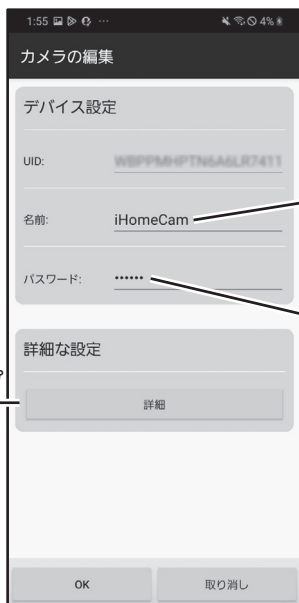 1:55 … 4%
カメラの編集
デバイス設定
UID:
名前: iHomeCam
パスワード: ••••••
?
詳細な設定
詳細
OK 取り消し